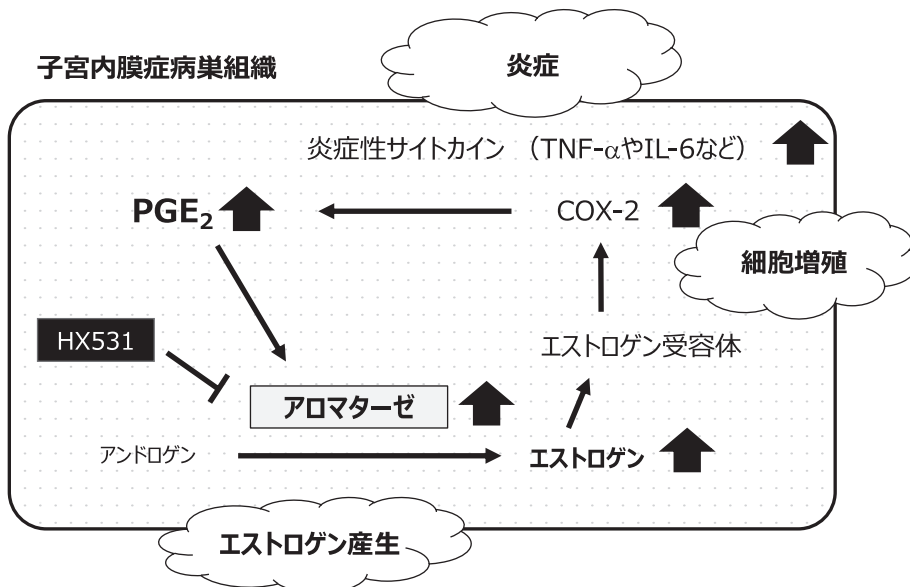 炎症
子宮内膜症病巣組織
炎症性サイトカイン （TNF-αやIL-6など）
PGE₂
COX-2
細胞増殖
HX531
エストロゲン受容体
アロマターゼ
アンドロゲン
エストロゲン
エストロゲン産生